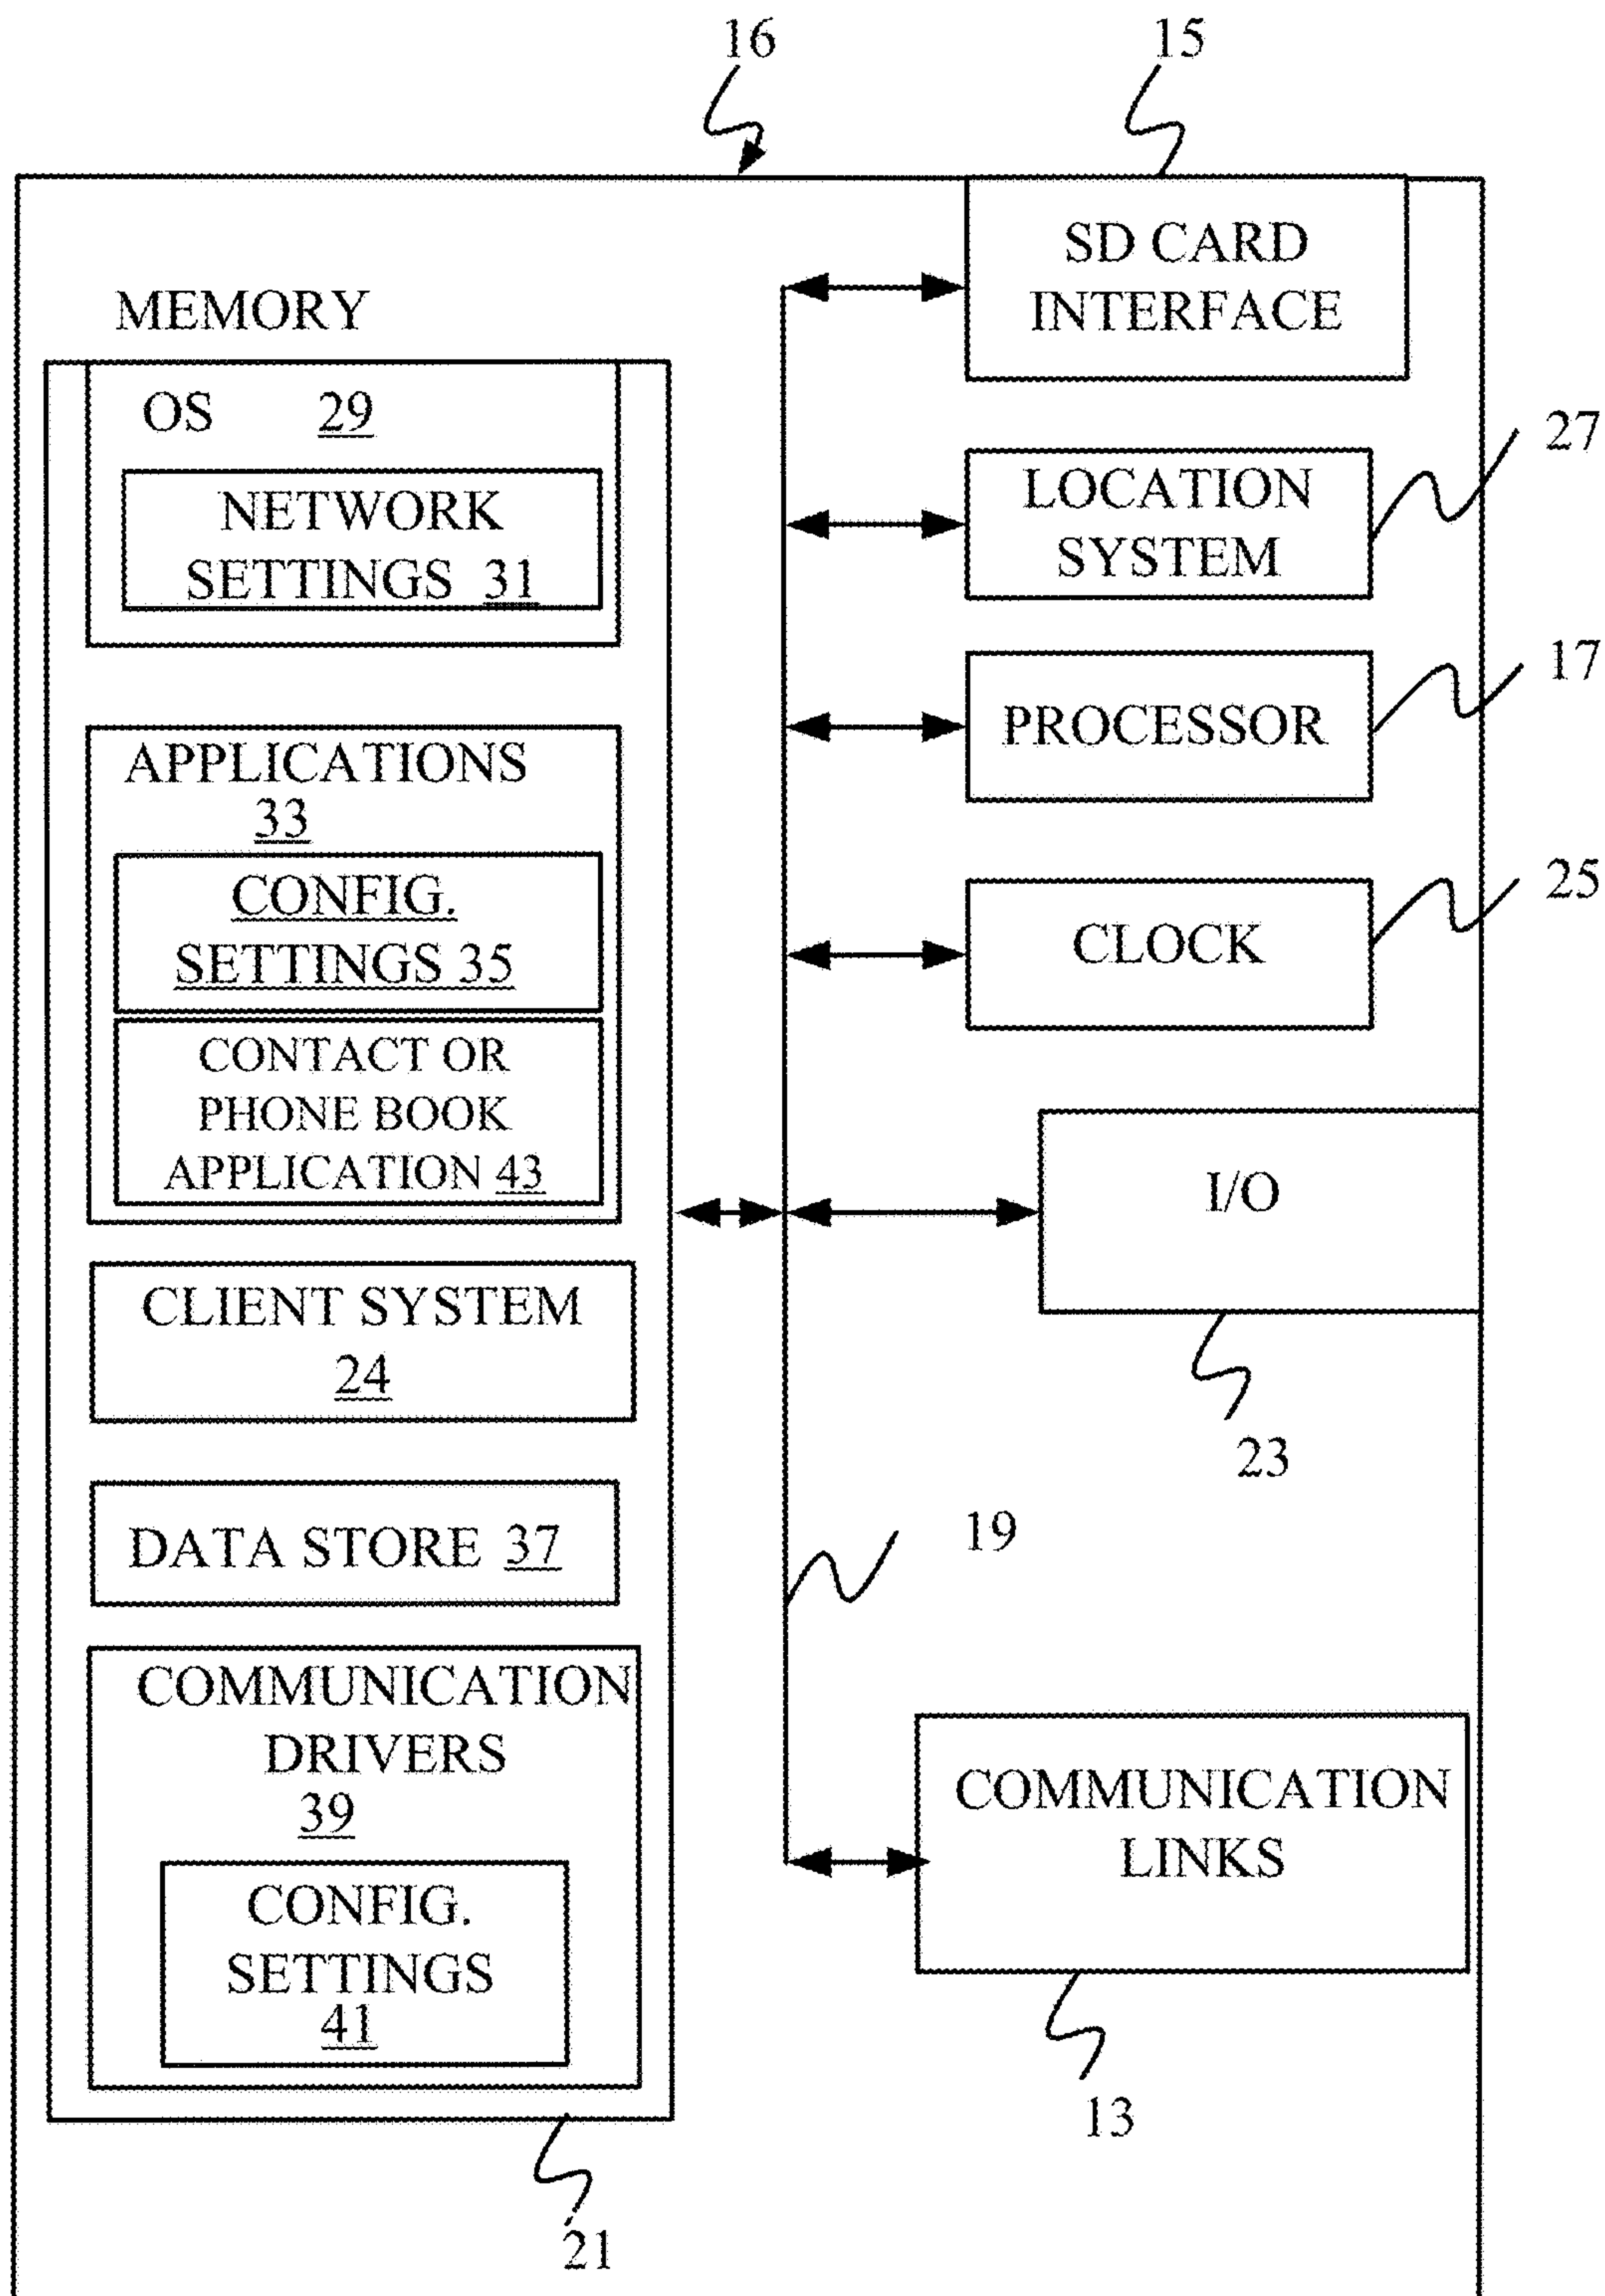 16
15
SD CARD
INTERFACE
MEMORY
OS 29
NETWORK
SETTINGS 31
27
LOCATION
SYSTEM
17
PROCESSOR
APPLICATIONS
33
CONFIG.
SETTINGS 35
CONTACT OR
PHONE BOOK
APPLICATION 43
25
CLOCK
I/O
23
CLIENT SYSTEM
24
DATA STORE 37
19
COMMUNICATION
DRIVERS
39
CONFIG.
SETTINGS
41
COMMUNICATION
LINKS
13
21